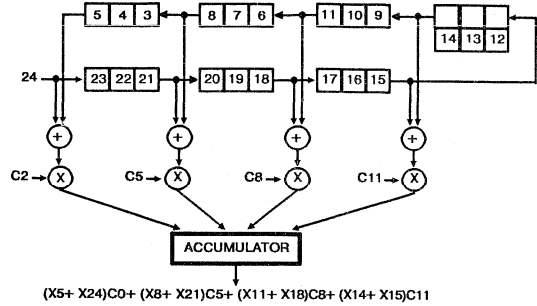 5 4 3 8 7 6 11 10 9
14 13 12
24 23 22 21 20 19 18 17 16 15
+ + + +
C2 X C5 X C8 X C11 X
ACCUMULATOR
(X5+ X24)C0+ (X8+ X21)C5+ (X11+ X18)C8+ (X14+ X15)C11